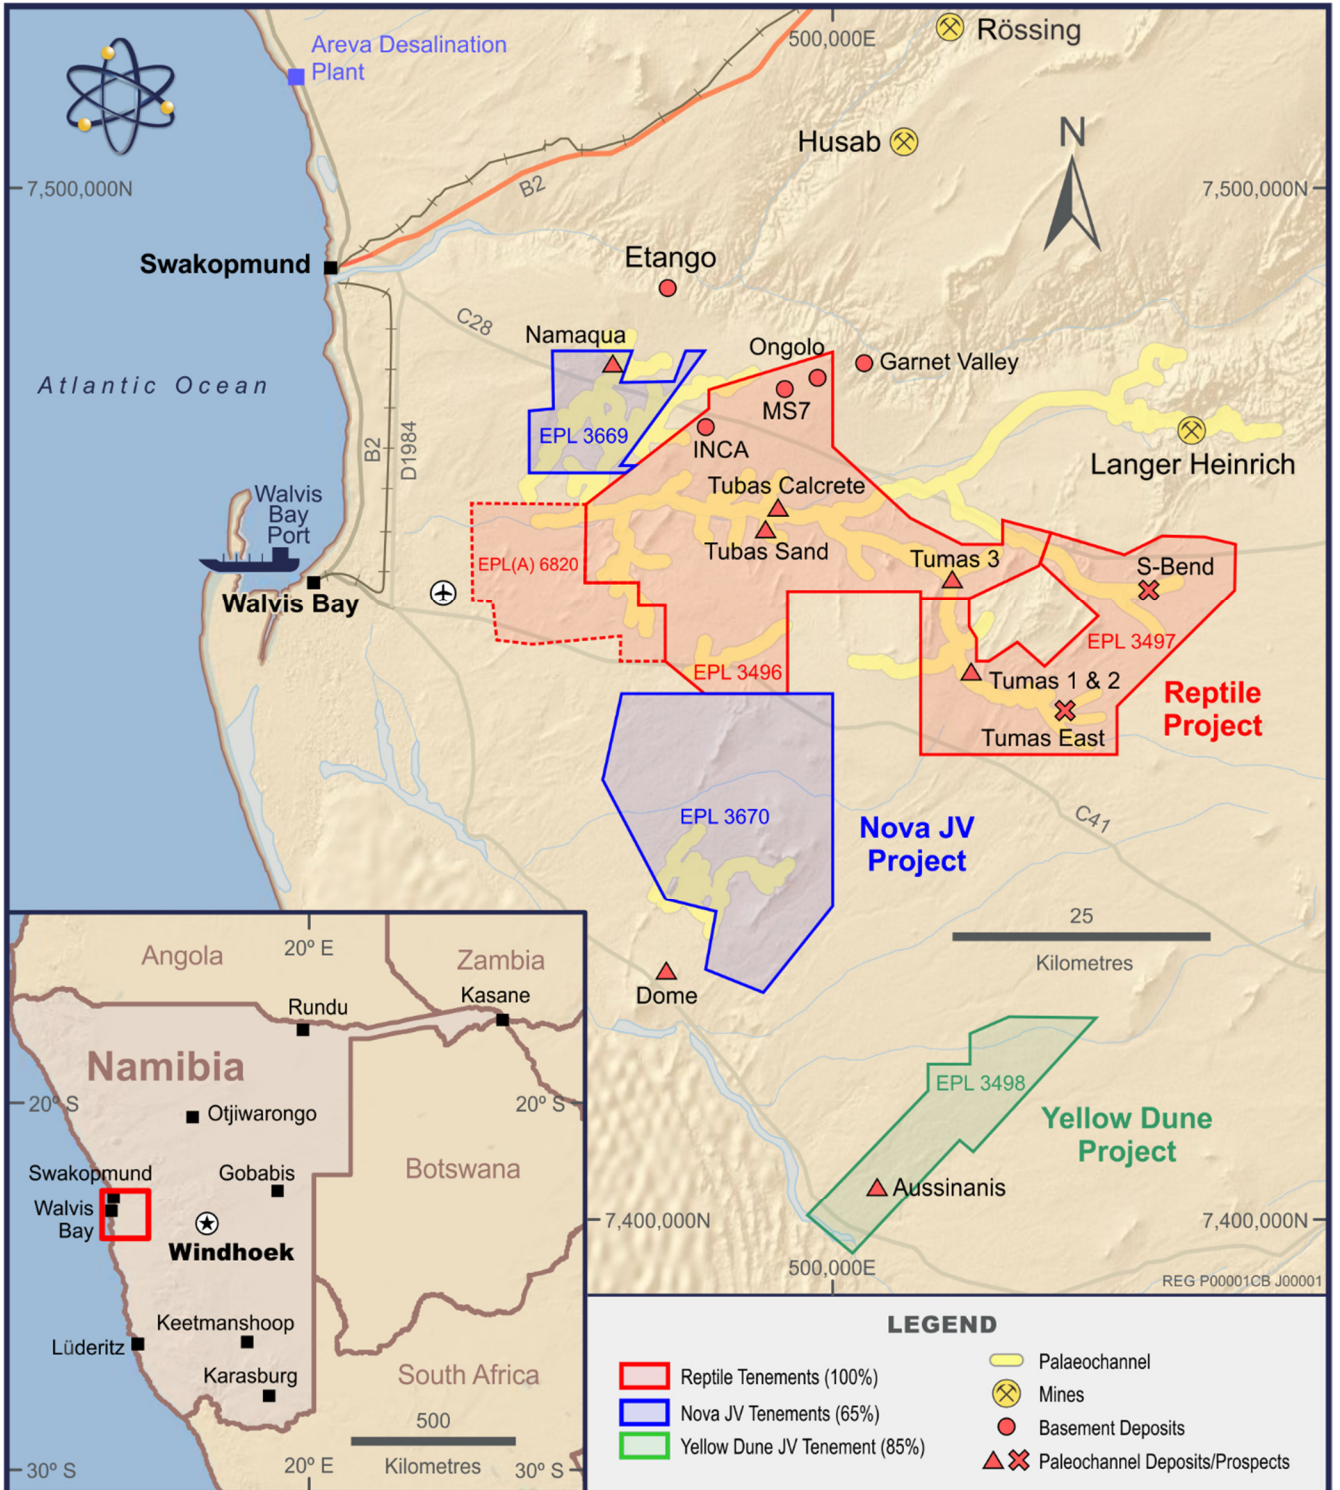 Areva Desalination
Plant
500,000E
Rössing
Husab
N
7,500,000N
7,500,000N
B2
Swakopmund
Etango
C28
Namaqua
Ongolo
Garnet Valley
Atlantic Ocean
MS7
EPL 3669
INCA
B2
D1984
Langer Heinrich
Tubas Calcrete
Walvis
Bay
Port
Tubas Sand
Tumas 3
EPL(A) 6820
S-Bend
Walvis Bay
EPL 3497
EPL 3496
Tumas 1 & 2
Reptile
Project
Tumas East
EPL 3670
C41
Nova JV
Project
25
Kilometres
Dome
EPL 3498
Yellow Dune
Project
Aussinanis
7,400,000N
7,400,000N
500,000E
REG P00001CB J00001
Angola
20° E
Zambia
Kasane
Rundu
Namibia
20° S
Otjiwarongo
20° S
Swakopmund
Gobabis
Botswana
Walvis
Bay
Windhoek
Keetmanshoop
Lüderitz
Karasburg
South Africa
500
Kilometres
30° S
20° E
30° S
LEGEND
Reptile Tenements (100%)
Nova JV Tenements (65%)
Yellow Dune JV Tenement (85%)
Palaeochannel
Mines
Basement Deposits
Paleochannel Deposits/Prospects